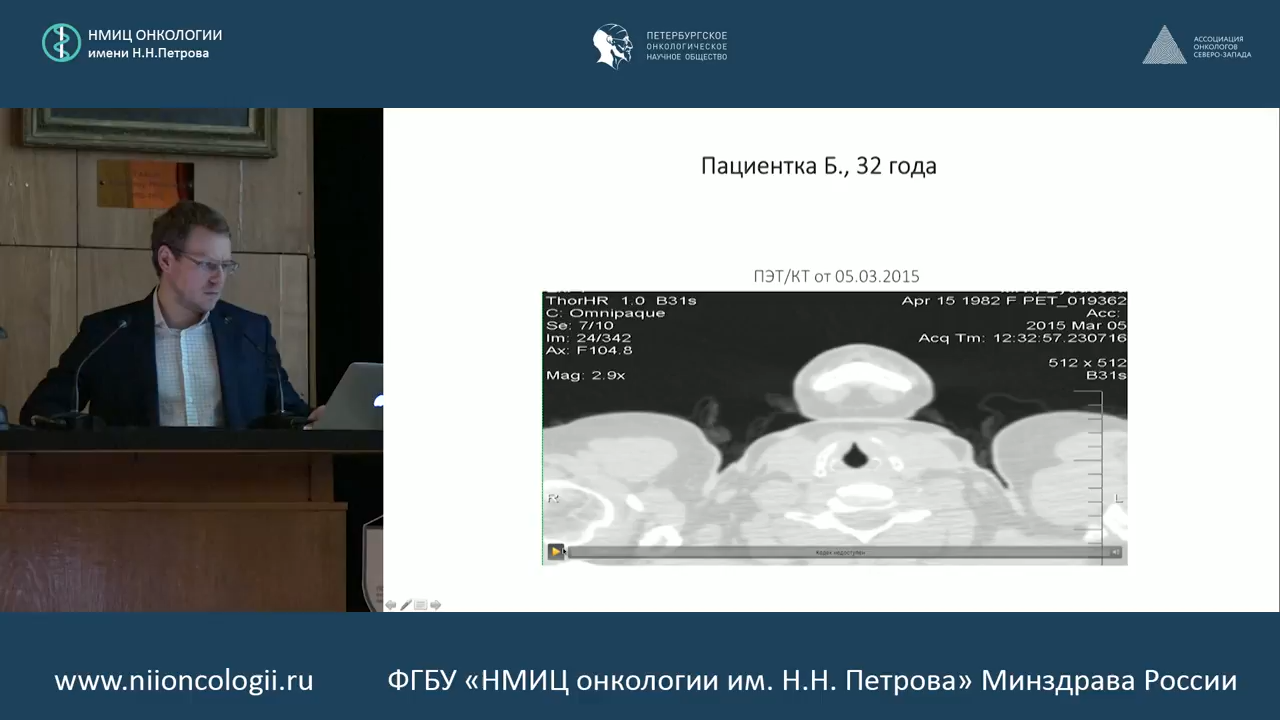 НМИЦ ОНКОЛОГИИ
имени Н.Н.Петрова
ПЕТЕРБУРГСКОЕ
ОНКОЛОГИЧЕСКОЕ
НАУЧНОЕ ОБЩЕСТВО
АССОЦИАЦИЯ
ОНКОЛОГОВ
СЕВЕРО-ЗАПАДА
Пациентка Б., 32 года
ПЭТ/КТ от 05.03.2015
ThorHR 1.0 B31s
C: Omnipaque
Se: 7/10
Im: 24/342
Ax: F104.8
Mag: 2.9x
Apr 15 1982 F PET_019362
Acc:
2015 Mar 05
Acq Tm: 12:32:57.230716
512 x 512
B31s
R
L
Кодек недоступен
www.niioncologii.ru
ФГБУ «НМИЦ онкологии им. Н.Н. Петрова» Минздрава России